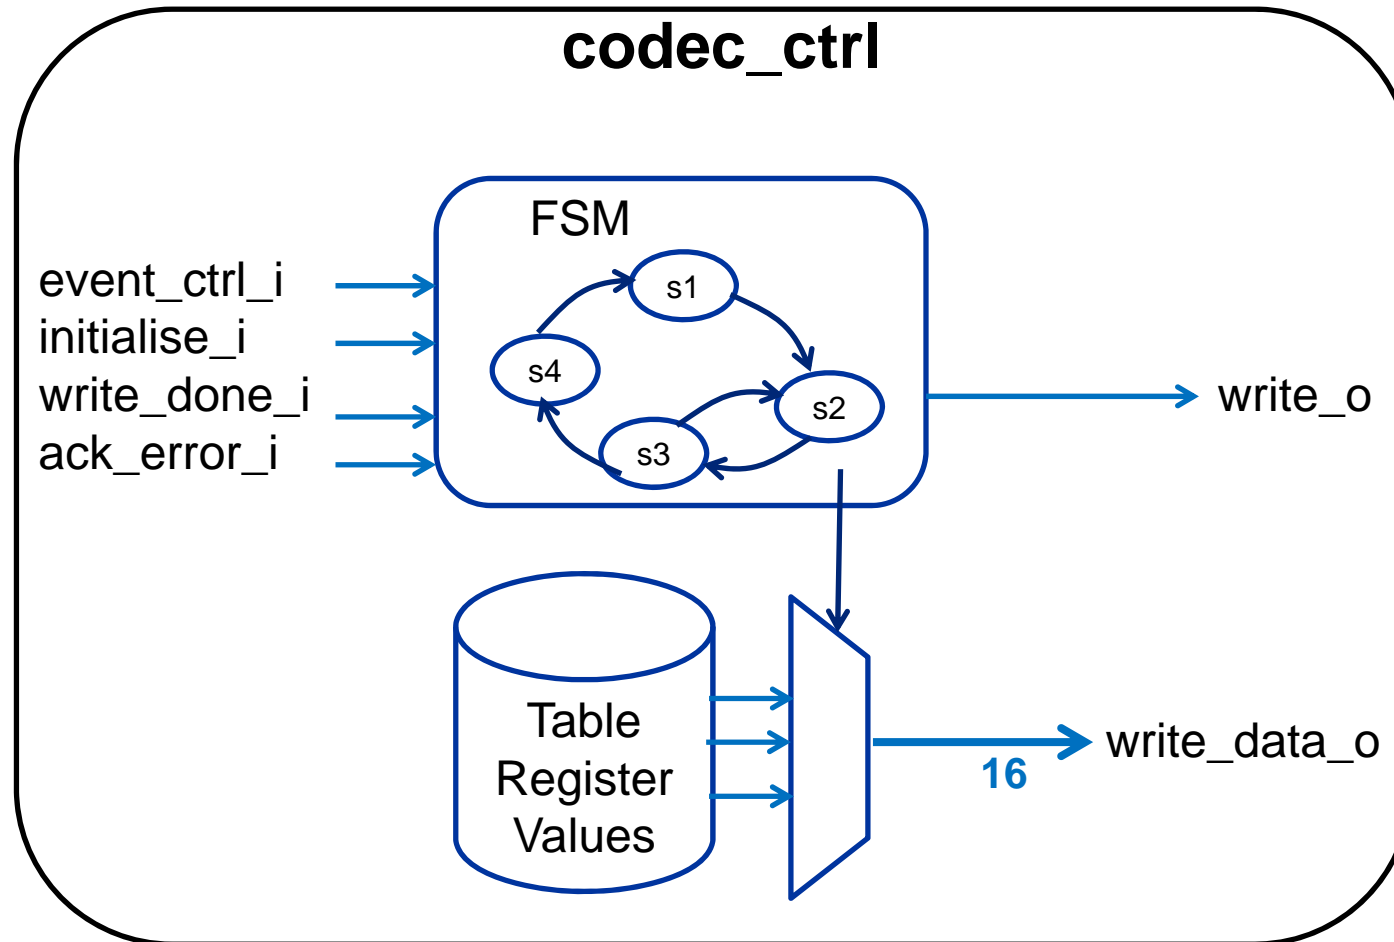 codec_ctrl
FSM
event_ctrl_i
initialise_i
write_done_i
ack_error_i
s1
s4
s2
s3
write_o
Table
Register
Values
write_data_o
16